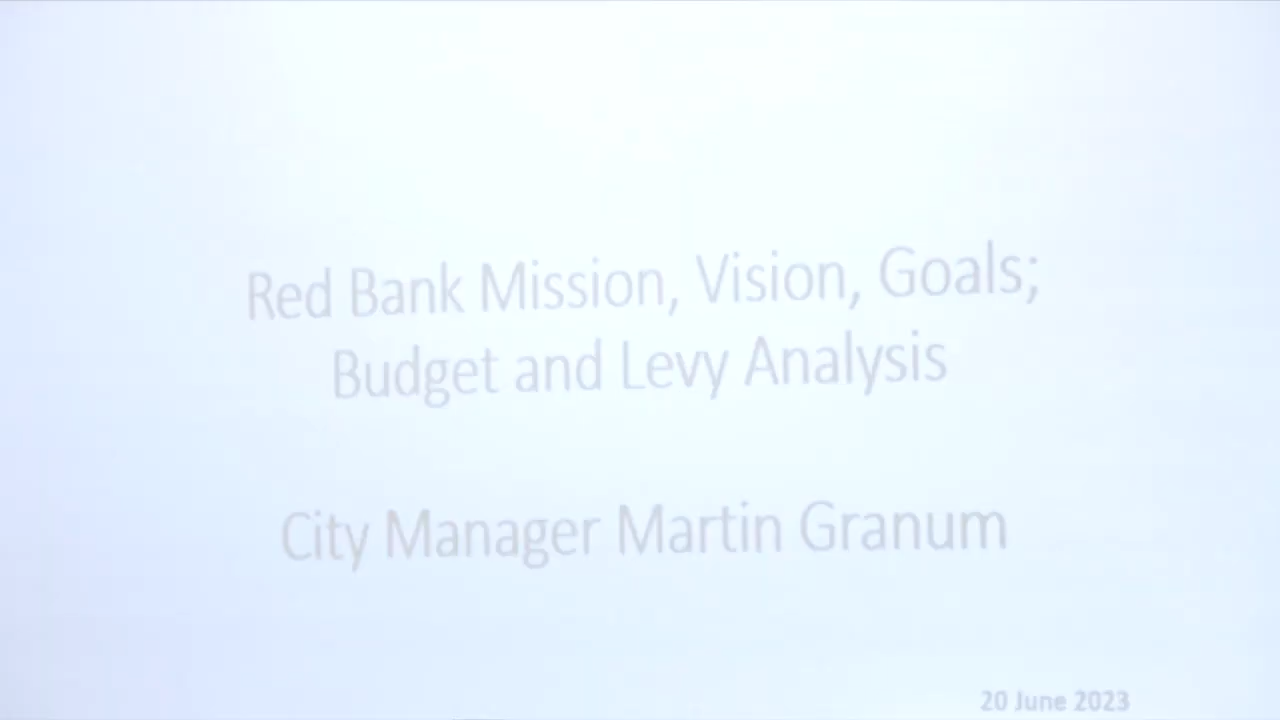 Red Bank Mission, Vision, Goals;
Budget and Levy Analysis
City Manager Martin Granum
20 June 2023